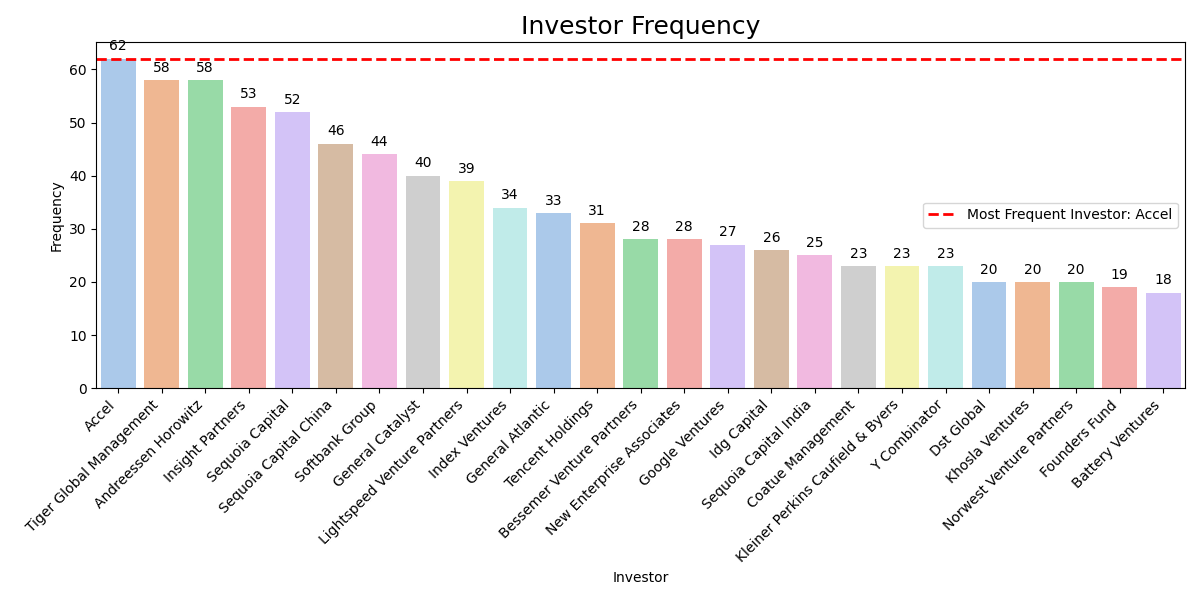 Investor Frequency
62
58
58
53
52
46
44
40
39
34
33
31
28
28
27
26
25
23
23
23
20
20
20
19
18
Most Frequent Investor: Accel
Frequency
60
50
40
30
20
10
0
Accel
Tiger Global Management
Andreessen Horowitz
Insight Partners
Sequoia Capital
Sequoia Capital China
Softbank Group
General Catalyst
Lightspeed Venture Partners
Index Ventures
General Atlantic
Tencent Holdings
Bessemer Venture Partners
New Enterprise Associates
Google Ventures
Idg Capital
Sequoia Capital India
Coatue Management
Kleiner Perkins Caufield & Byers
Y Combinator
Dst Global
Khosla Ventures
Norwest Venture Partners
Founders Fund
Battery Ventures
Investor